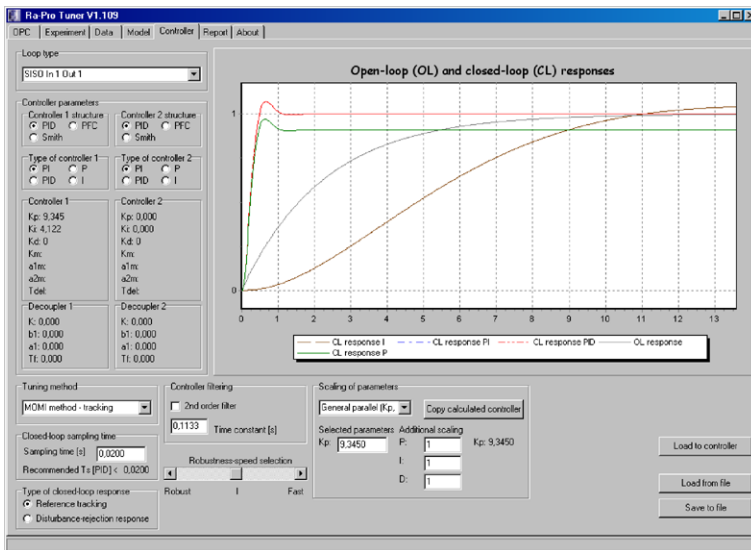 Ra-Pro Tuner V1.109
OPC Experiment Data Model Controller Report About
Loop type
SISO In 1 Out 1
Controller parameters
Controller 1 structure
PID PFC
Smith
Controller 2 structure
PID PFC
Smith
Type of controller 1
PI P
PID I
Type of controller 2
PI P
PID I
Controller 1
Kp: 9,345
Ki: 4,122
Kd: 0
Km:
a1m:
a2m:
Tdel:
Controller 2
Kp: 0,000
Ki: 0,000
Kd: 0
Km:
a1m:
a2m:
Tdel:
Decoupler 1
K: 0,000
b1: 0,000
a1: 0,000
Tf: 0,000
Decoupler 2
K: 0,000
b1: 0,000
a1: 0,000
Tf: 0,000
Open-loop (OL) and closed-loop (CL) responses
1
0
0 1 2 3 4 5 6 7 8 9 10 11 12 13
CL response I CL response PI CL response PID OL response
CL response P
Tuning method
MOMI method - tracking
Closed-loop sampling time
Sampling time [s] 0,0200
Recommended Ts [PID] < 0,0200
Type of closed-loop response
Reference tracking
Disturbance-rejection response
Controller filtering
2nd order filter
0,1133 Time constant [s]
Robustness-speed selection
Robust I Fast
Scaling of parameters
General parallel (Kp, Copy calculated controller
Selected parameters Additional scaling
Kp: 9,3450 P: 1 Kp: 9,3450
I: 1
D: 1
Load to controller
Load from file
Save to file